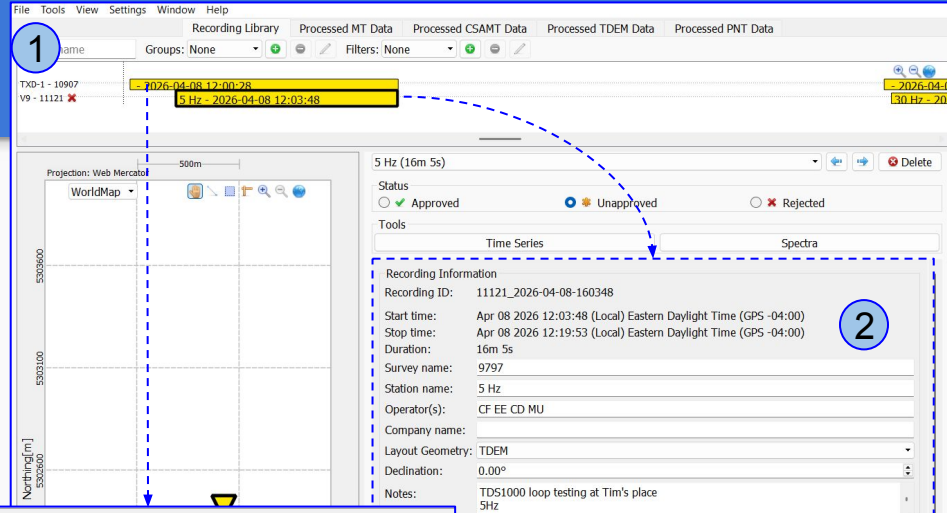 File Tools View Settings Window Help
Recording Library Processed MT Data Processed CSAMT Data Processed TDEM Data Processed PNT Data
1 name Groups: None Filters: None
TXD-1 - 10907 - 2026-04-08 12:00:28 - 2026-04-0
V9 - 11121 5 Hz - 2026-04-08 12:03:48 30 Hz - 20
5 Hz (16m 5s) Delete
Projection: Web Mercator 500m
WorldMap
Status
Approved Unapproved Rejected
Tools
Time Series Spectra
Recording Information
Recording ID: 11121_2026-04-08-160348
Start time: Apr 08 2026 12:03:48 (Local) Eastern Daylight Time (GPS -04:00)
Stop time: Apr 08 2026 12:19:53 (Local) Eastern Daylight Time (GPS -04:00)
2
Duration: 16m 5s
Survey name: 9797
Station name: 5 Hz
Operator(s): CF EE CD MU
Company name:
Layout Geometry: TDEM
Declination: 0.00°
Notes: TDS1000 loop testing at Tim's place
5Hz
5303600
5303100
5302600
Northing[m]